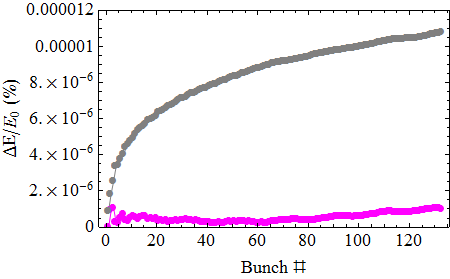 0.000012
0.00001
8. × 10⁻⁶
6. × 10⁻⁶
4. × 10⁻⁶
2. × 10⁻⁶
0
ΔE/E₀ (%)
0 20 40 60 80 100 120
Bunch #